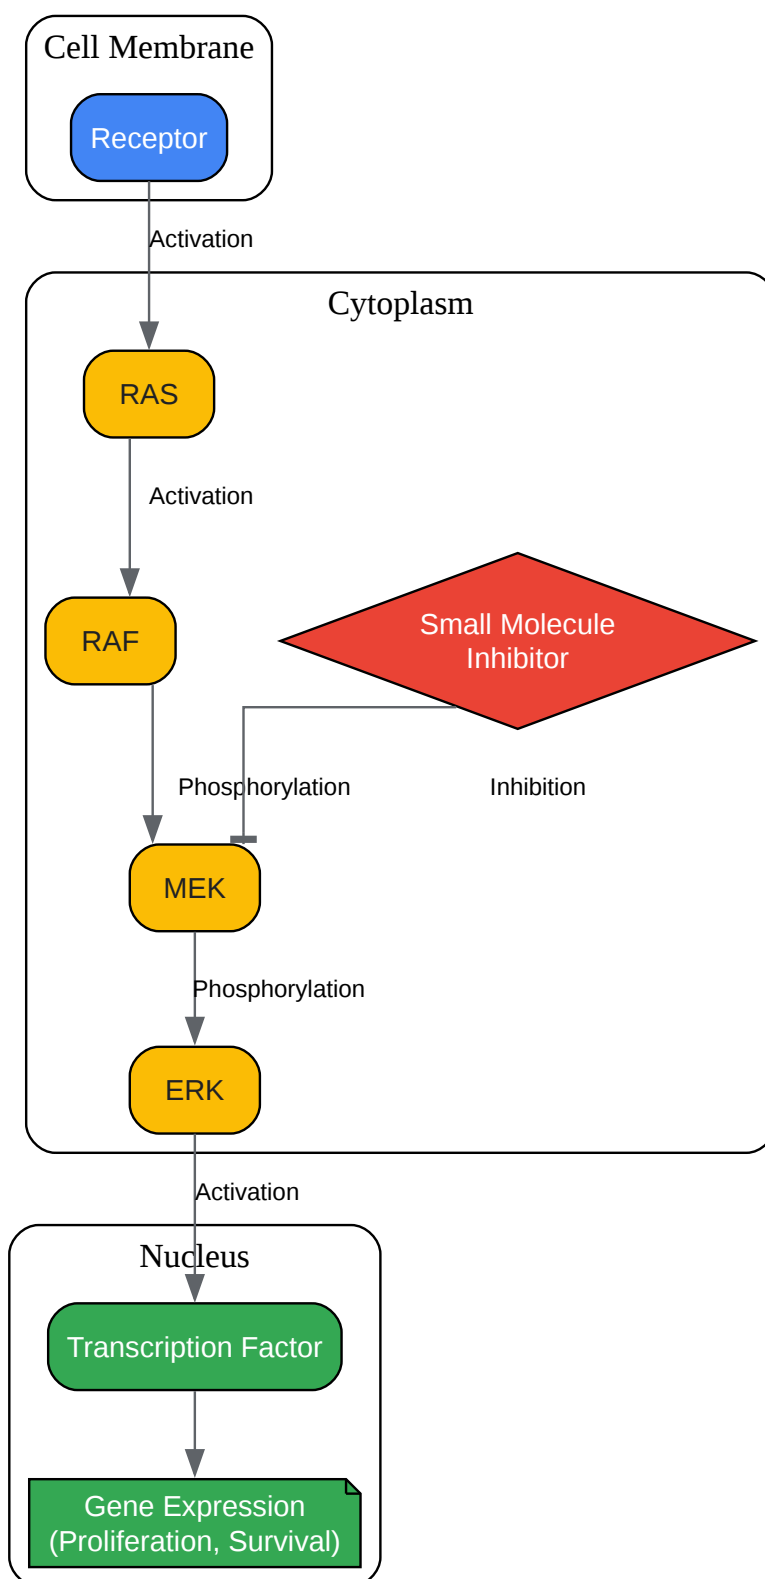 Cell Membrane
Receptor
Activation
Cytoplasm
RAS
Activation
RAF
Small Molecule
Inhibitor
Phosphorylation
Inhibition
MEK
Phosphorylation
ERK
Activation
Nucleus
Transcription Factor
Gene Expression
(Proliferation, Survival)